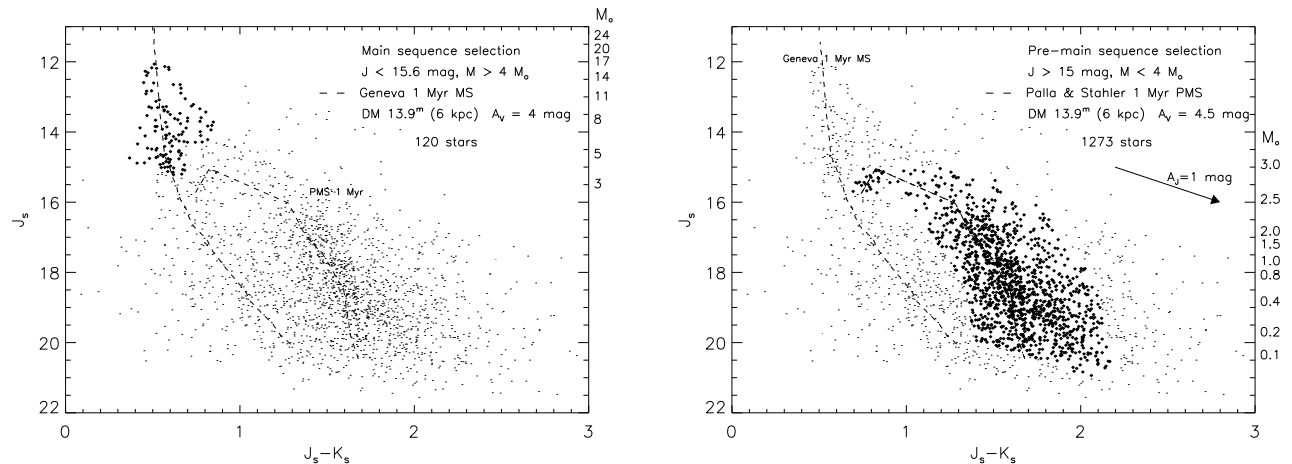 M₀
24
20
17
14
11
8
5
3
12
14
16
18
20
22
Jₛ
Main sequence selection
J < 15.6 mag, M > 4 M₀
– – Geneva 1 Myr MS
DM 13.9ᵐ (6 kpc) Aᵥ = 4 mag
120 stars
PMS 1 Myr
0 1 2 3
Jₛ–Kₛ
12
14
16
18
20
22
Jₛ
Geneva 1 Myr MS
Pre–main sequence selection
J > 15 mag, M < 4 M₀
– – Palla & Stahler 1 Myr PMS
DM 13.9ᵐ (6 kpc) Aᵥ = 4.5 mag
1273 stars
A_J=1 mag
M₀
3.0
2.5
2.0
1.5
1.0
0.8
0.4
0.2
0.1
0 1 2 3
Jₛ–Kₛ